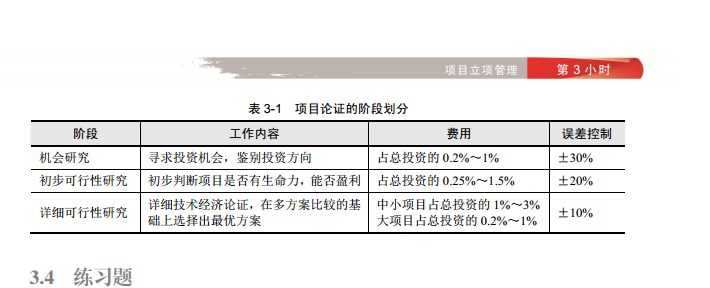 项目立项管理 第 3 小时
表 3-1 项目论证的阶段划分
阶段 工作内容 费用 误差控制
机会研究 寻求投资机会，鉴别投资方向 占总投资的 0.2%～1% ±30%
初步可行性研究 初步判断项目是否有生命力，能否盈利 占总投资的 0.25%～1.5% ±20%
详细可行性研究 详细技术经济论证，在多方案比较的基 中小项目占总投资的 1%～3% ±10%
础上选择出最优方案 大项目占总投资的 0.2%～1%
3.4 练习题